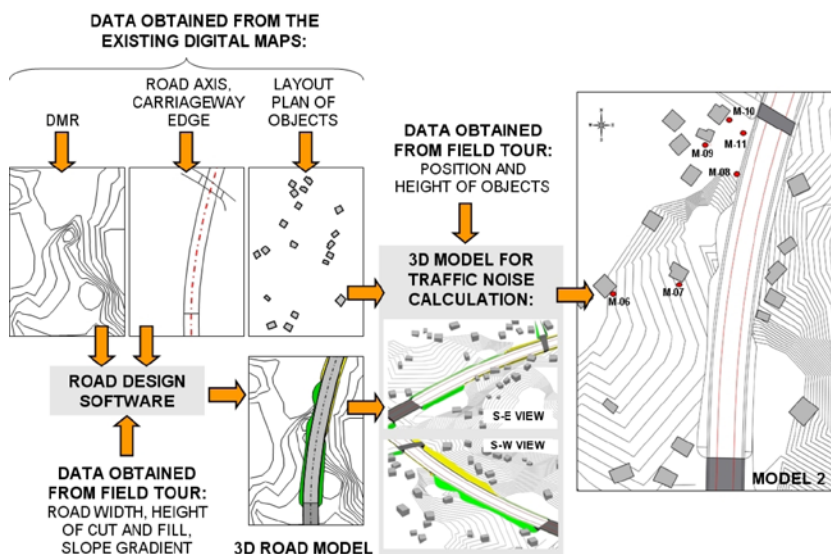 DATA OBTAINED FROM THE
EXISTING DIGITAL MAPS:
DMR
ROAD AXIS,
CARRIAGEWAY
EDGE
LAYOUT
PLAN OF
OBJECTS
DATA OBTAINED
FROM FIELD TOUR:
POSITION AND
HEIGHT OF OBJECTS
3D MODEL FOR
TRAFFIC NOISE
CALCULATION:
ROAD DESIGN
SOFTWARE
DATA OBTAINED
FROM FIELD TOUR:
ROAD WIDTH, HEIGHT
OF CUT AND FILL,
SLOPE GRADIENT
3D ROAD MODEL
S-E VIEW
S-W VIEW
M-10
M-11
M-09
M-08
M-07
M-06
MODEL 2